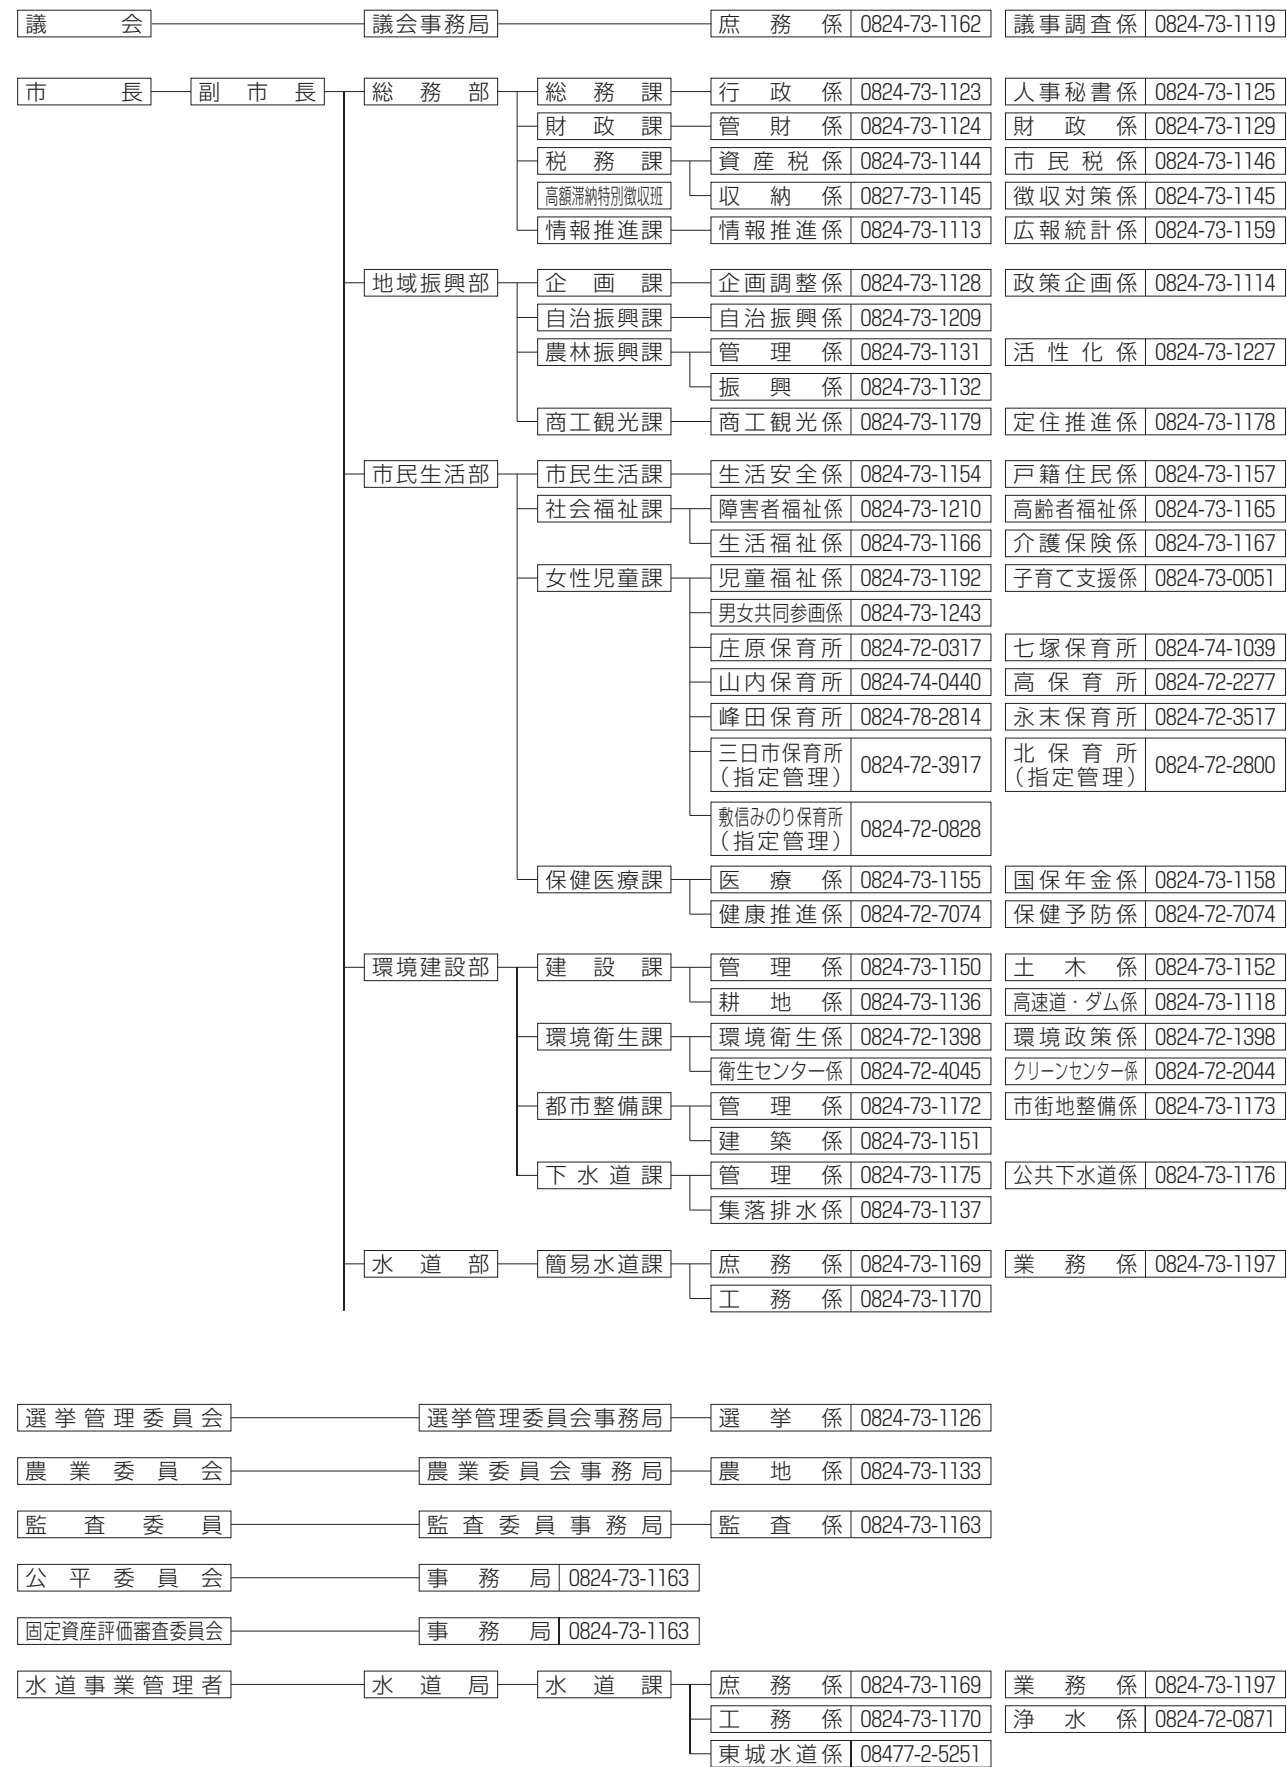 議会 議会事務局 庶務係 0824-73-1162 議事調査係 0824-73-1119
市長 副市長 総務部 総務課 行政係 0824-73-1123 人事秘書係 0824-73-1125
財政課 管財係 0824-73-1124 財政係 0824-73-1129
税務課 資産税係 0824-73-1144 市民税係 0824-73-1146
高額滞納特別徴収班 収納係 0827-73-1145 徴収対策係 0824-73-1145
情報推進課 情報推進係 0824-73-1113 広報統計係 0824-73-1159
地域振興部 企画課 企画調整係 0824-73-1128 政策企画係 0824-73-1114
自治振興課 自治振興係 0824-73-1209
農林振興課 管理係 0824-73-1131 活性化係 0824-73-1227
振興係 0824-73-1132
商工観光課 商工観光係 0824-73-1179 定住推進係 0824-73-1178
市民生活部 市民生活課 生活安全係 0824-73-1154 戸籍住民係 0824-73-1157
社会福祉課 障害者福祉係 0824-73-1210 高齢者福祉係 0824-73-1165
生活福祉係 0824-73-1166 介護保険係 0824-73-1167
女性児童課 児童福祉係 0824-73-1192 子育て支援係 0824-73-0051
男女共同参画係 0824-73-1243
庄原保育所 0824-72-0317 七塚保育所 0824-74-1039
山内保育所 0824-74-0440 高保育所 0824-72-2277
峰田保育所 0824-78-2814 永末保育所 0824-72-3517
三日市保育所（指定管理） 0824-72-3917 北保育所（指定管理） 0824-72-2800
敷信みのり保育所（指定管理） 0824-72-0828
保健医療課 医療係 0824-73-1155 国保年金係 0824-73-1158
健康推進係 0824-72-7074 保健予防係 0824-72-7074
環境建設部 建設課 管理係 0824-73-1150 土木係 0824-73-1152
耕地係 0824-73-1136 高速道・ダム係 0824-73-1118
環境衛生課 環境衛生係 0824-72-1398 環境政策係 0824-72-1398
衛生センター係 0824-72-4045 クリーンセンター係 0824-72-2044
都市整備課 管理係 0824-73-1172 市街地整備係 0824-73-1173
建築係 0824-73-1151
下水道課 管理係 0824-73-1175 公共下水道係 0824-73-1176
集落排水係 0824-73-1137
水道部 簡易水道課 庶務係 0824-73-1169 業務係 0824-73-1197
工務係 0824-73-1170
選挙管理委員会 選挙管理委員会事務局 選挙係 0824-73-1126
農業委員会 農業委員会事務局 農地係 0824-73-1133
監査委員 監査委員事務局 監査係 0824-73-1163
公平委員会 事務局 0824-73-1163
固定資産評価審査委員会 事務局 0824-73-1163
水道事業管理者 水道局 水道課 庶務係 0824-73-1169 業務係 0824-73-1197
工務係 0824-73-1170 浄水係 0824-72-0871
東城水道係 08477-2-5251